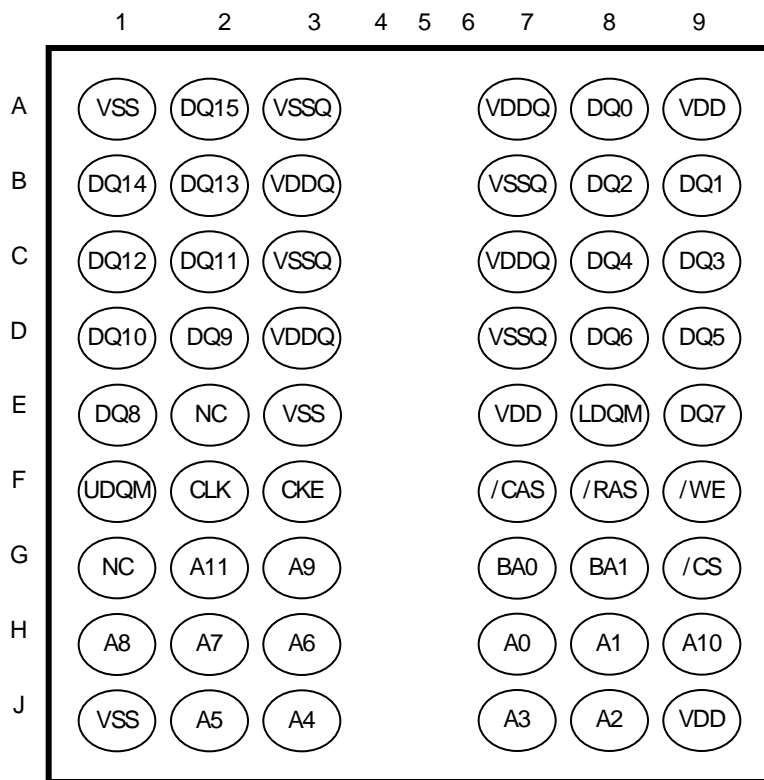 1 2 3 4 5 6 7 8 9
A VSS DQ15 VSSQ VDDQ DQ0 VDD
B DQ14 DQ13 VDDQ VSSQ DQ2 DQ1
C DQ12 DQ11 VSSQ VDDQ DQ4 DQ3
D DQ10 DQ9 VDDQ VSSQ DQ6 DQ5
E DQ8 NC VSS VDD LDQM DQ7
F UDQM CLK CKE /CAS /RAS /WE
G NC A11 A9 BA0 BA1 /CS
H A8 A7 A6 A0 A1 A10
J VSS A5 A4 A3 A2 VDD